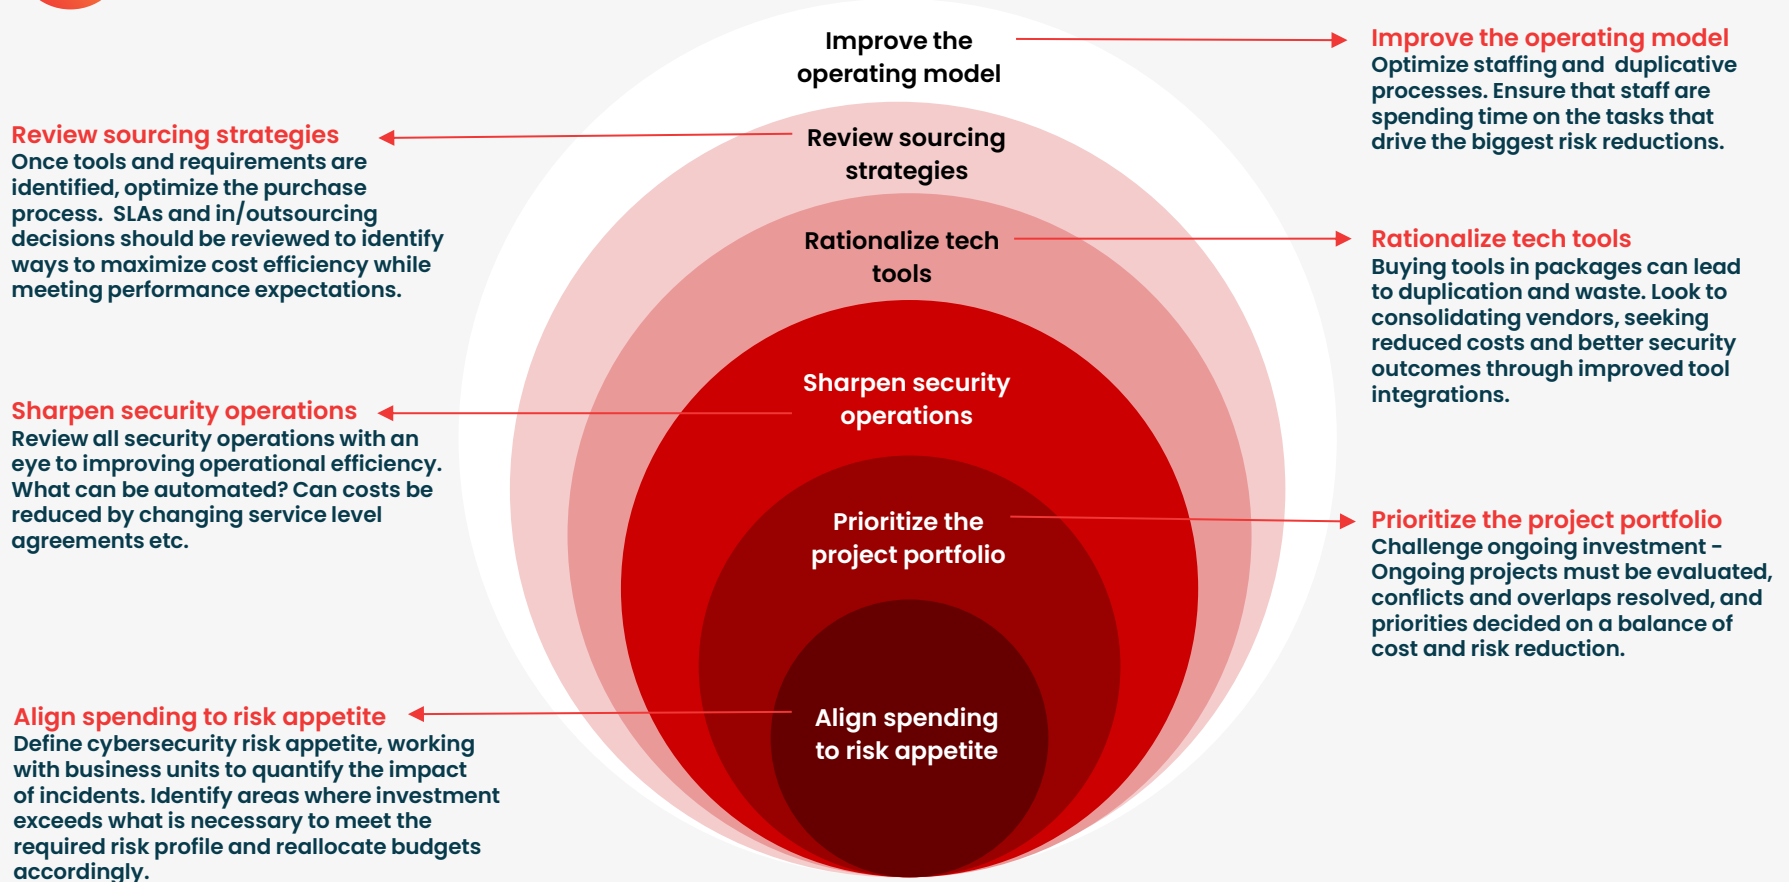 Improve the
operating model
Review sourcing
strategies
Rationalize tech
tools
Sharpen security
operations
Prioritize the
project portfolio
Align spending
to risk appetite
Review sourcing strategies
Once tools and requirements are
identified, optimize the purchase
process.  SLAs and in/outsourcing
decisions should be reviewed to identify
ways to maximize cost efficiency while
meeting performance expectations.
Sharpen security operations
Review all security operations with an
eye to improving operational efficiency.
What can be automated? Can costs be
reduced by changing service level
agreements etc.
Align spending to risk appetite
Define cybersecurity risk appetite, working
with business units to quantify the impact
of incidents. Identify areas where investment
exceeds what is necessary to meet the
required risk profile and reallocate budgets
accordingly.
Improve the operating model
Optimize staffing and  duplicative
processes. Ensure that staff are
spending time on the tasks that
drive the biggest risk reductions.
Rationalize tech tools
Buying tools in packages can lead
to duplication and waste. Look to
consolidating vendors, seeking
reduced costs and better security
outcomes through improved tool
integrations.
Prioritize the project portfolio
Challenge ongoing investment –
Ongoing projects must be evaluated,
conflicts and overlaps resolved, and
priorities decided on a balance of
cost and risk reduction.